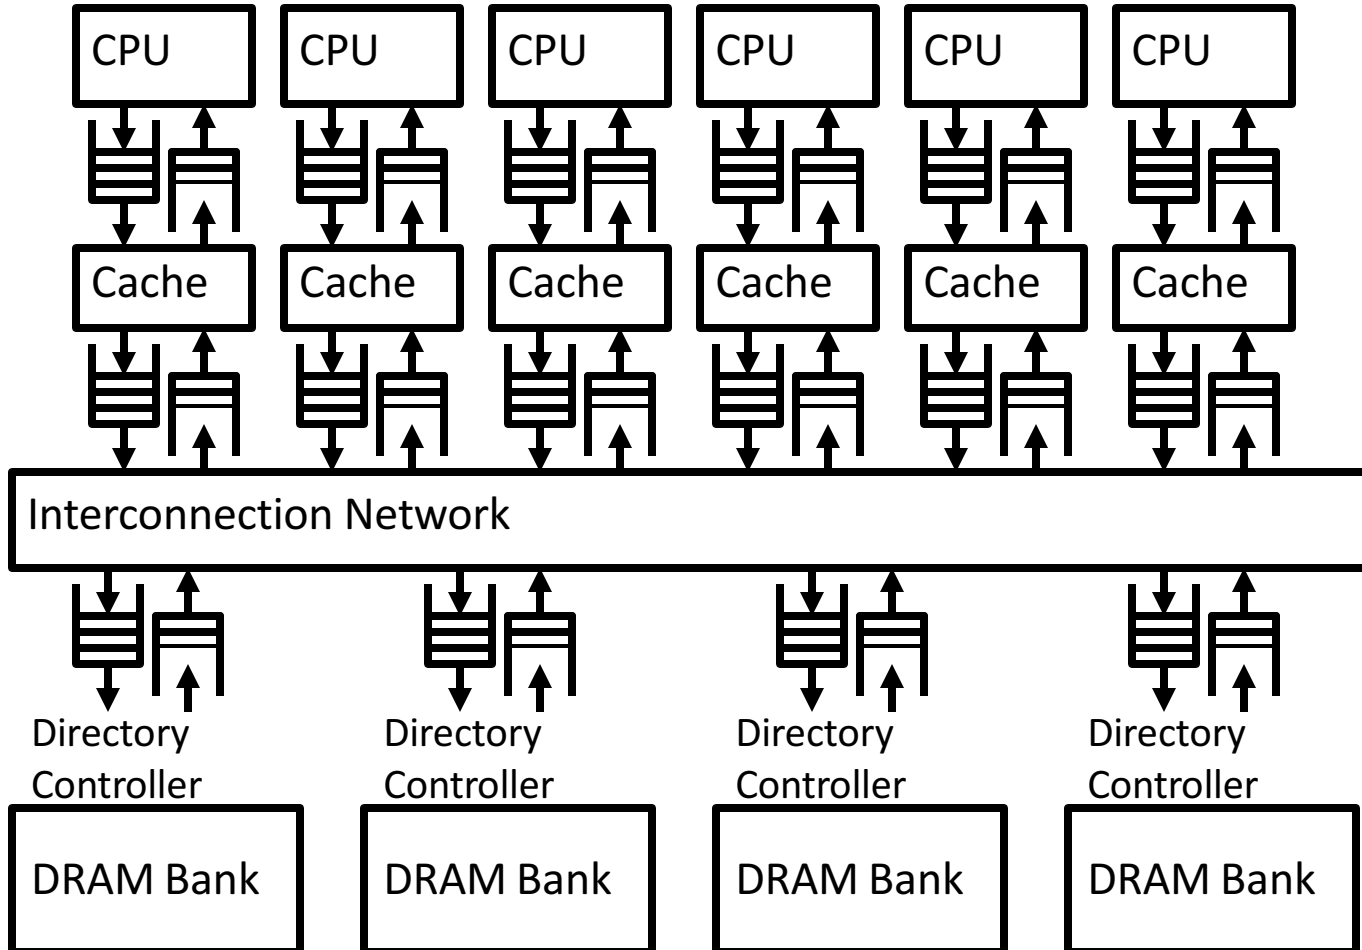 CPU CPU CPU CPU CPU CPU
Cache Cache Cache Cache Cache Cache
Interconnection Network
Directory Directory Directory Directory
Controller Controller Controller Controller
DRAM Bank DRAM Bank DRAM Bank DRAM Bank